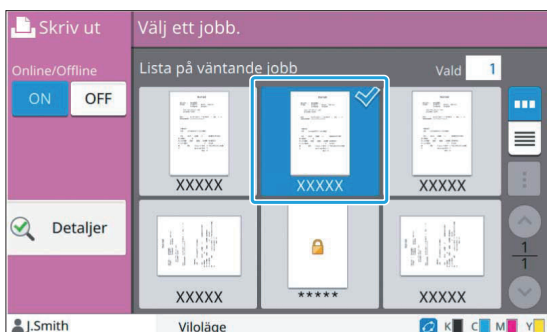 Skriv ut
Välj ett jobb.
Online/Offline
Lista på väntande jobb
Vald 1
ON OFF
XXXXX
XXXXX
XXXXX
Detaljer
1
1
XXXXX
*****
XXXXX
J.Smith
Viloläge
K C M Y